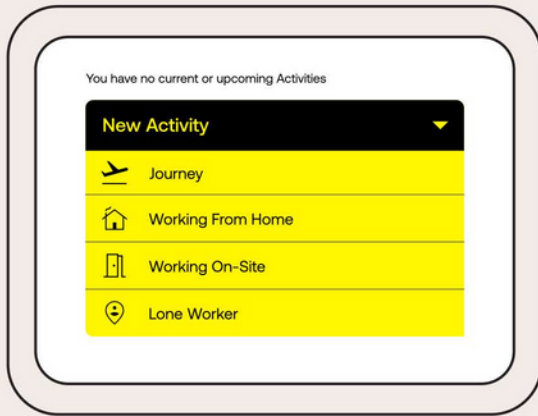 You have no current or upcoming Activities
New Activity
Journey
Working From Home
Working On-Site
Lone Worker